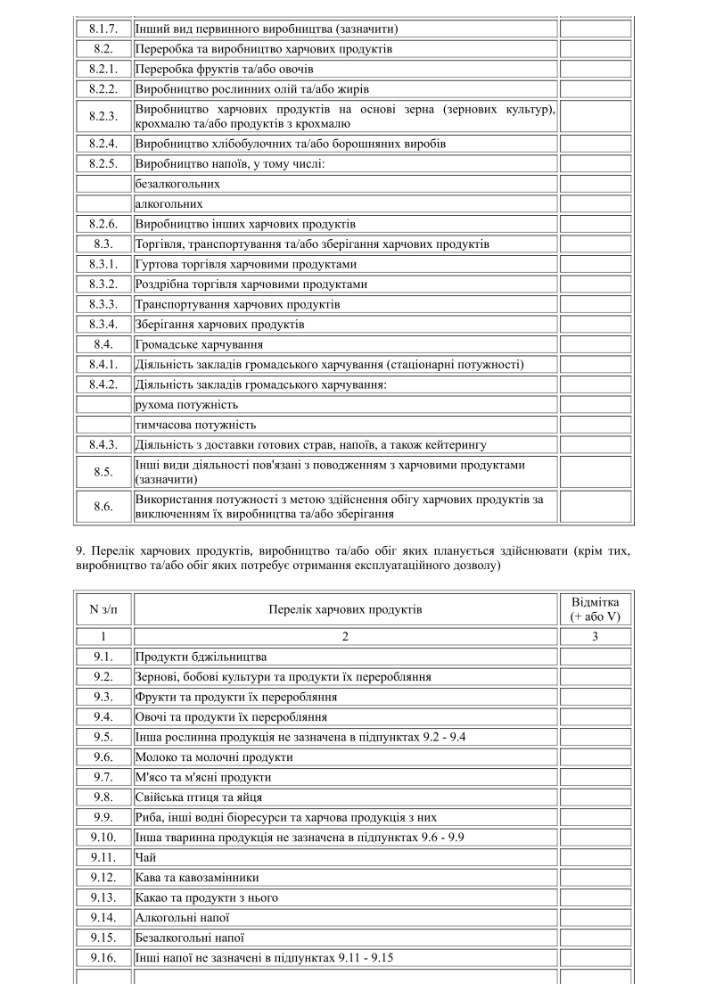 8.1.7. Інший вид первинного виробництва (зазначити)
8.2. Переробка та виробництво харчових продуктів
8.2.1. Переробка фруктів та/або овочів
8.2.2. Виробництво рослинних олій та/або жирів
8.2.3. Виробництво харчових продуктів на основі зерна (зернових культур),
крохмалю та/або продуктів з крохмалю
8.2.4. Виробництво хлібобулочних та/або борошняних виробів
8.2.5. Виробництво напоїв, у тому числі:
безалкогольних
алкогольних
8.2.6. Виробництво інших харчових продуктів
8.3. Торгівля, транспортування та/або зберігання харчових продуктів
8.3.1. Гуртова торгівля харчовими продуктами
8.3.2. Роздрібна торгівля харчовими продуктами
8.3.3. Транспортування харчових продуктів
8.3.4. Зберігання харчових продуктів
8.4. Громадське харчування
8.4.1. Діяльність закладів громадського харчування (стаціонарні потужності)
8.4.2. Діяльність закладів громадського харчування:
рухома потужність
тимчасова потужність
8.4.3. Діяльність з доставки готових страв, напоїв, а також кейтерингу
8.5. Інші види діяльності пов'язані з поводженням з харчовими продуктами
(зазначити)
8.6. Використання потужності з метою здійснення обігу харчових продуктів за
виключенням їх виробництва та/або зберігання
9. Перелік харчових продуктів, виробництво та/або обіг яких планується здійснювати (крім тих,
виробництво та/або обіг яких потребує отримання експлуатаційного дозволу)
N з/п Перелік харчових продуктів Відмітка
(+ або V)
1 2 3
9.1. Продукти бджільництва
9.2. Зернові, бобові культури та продукти їх переробляння
9.3. Фрукти та продукти їх переробляння
9.4. Овочі та продукти їх переробляння
9.5. Інша рослинна продукція не зазначена в підпунктах 9.2 - 9.4
9.6. Молоко та молочні продукти
9.7. М'ясо та м'ясні продукти
9.8. Свійська птиця та яйця
9.9. Риба, інші водні біоресурси та харчова продукція з них
9.10. Інша тваринна продукція не зазначена в підпунктах 9.6 - 9.9
9.11. Чай
9.12. Кава та кавозамінники
9.13. Какао та продукти з нього
9.14. Алкогольні напої
9.15. Безалкогольні напої
9.16. Інші напої не зазначені в підпунктах 9.11 - 9.15